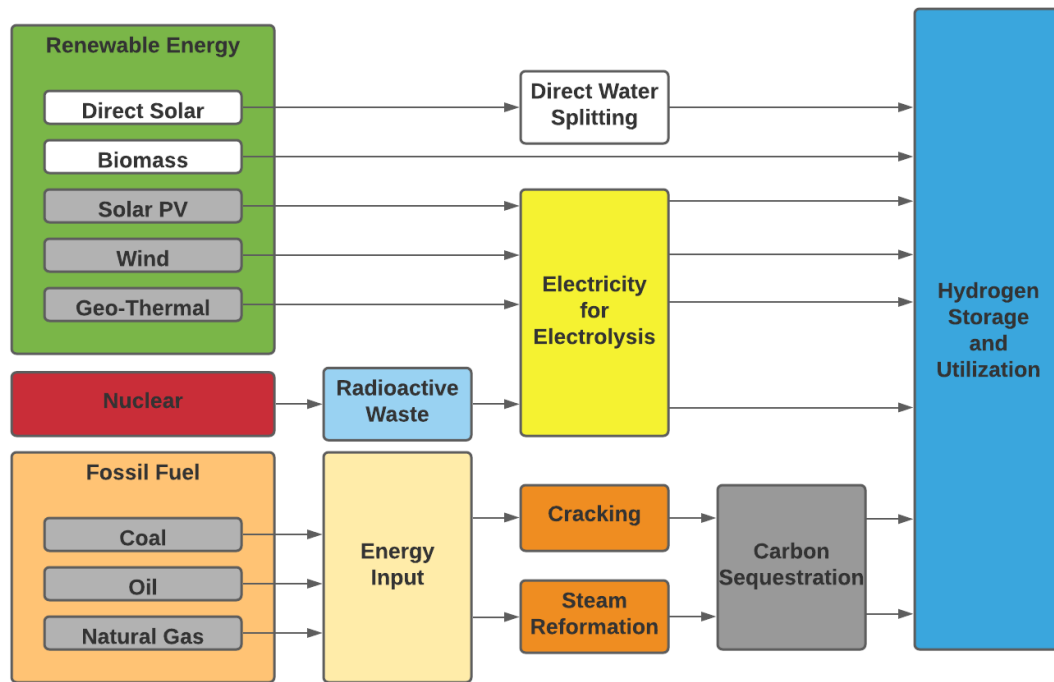 Renewable Energy
Direct Solar
Biomass
Solar PV
Wind
Geo-Thermal
Nuclear
Fossil Fuel
Coal
Oil
Natural Gas
Radioactive
Waste
Energy
Input
Direct Water
Splitting
Electricity
for
Electrolysis
Cracking
Steam
Reformation
Carbon
Sequestration
Hydrogen
Storage
and
Utilization